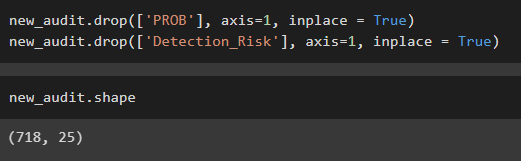 new_audit.drop(['PROB'], axis=1, inplace = True)
new_audit.drop(['Detection_Risk'], axis=1, inplace = True)
new_audit.shape
(718, 25)